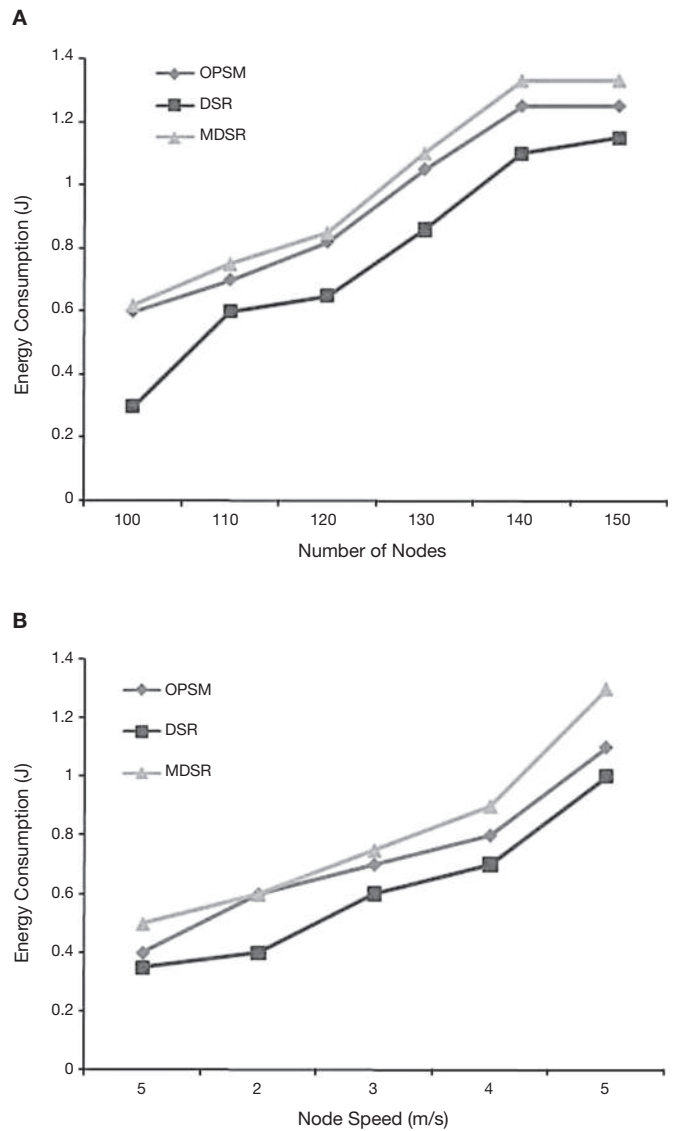 A
1.4
1.2
1
0.8
0.6
0.4
0.2
0
Energy Consumption (J)
OPSM
DSR
MDSR
100 110 120 130 140 150
Number of Nodes
B
1.4
1.2
1
0.8
0.6
0.4
0.2
0
Energy Consumption (J)
OPSM
DSR
MDSR
5 2 3 4 5
Node Speed (m/s)